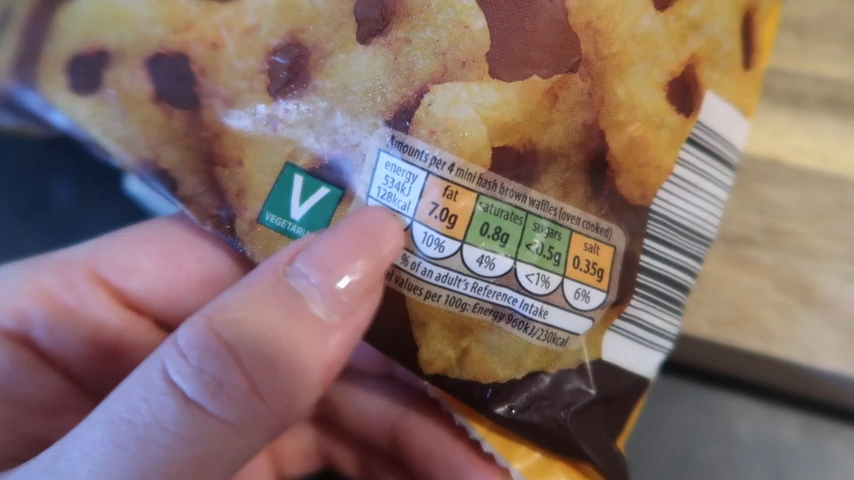 V
VEGETARI
Amounts per 4 mini hash brown waffles (oven cooked)
energy
534kJ
128kcal
fat
7.0g
10%
saturates
0.8g
4%
sugars
<0.5g
<1%
salt
0.35g
6%
% of an adult's Reference Intake
values per 100g: Energy 960kJ/230kcal